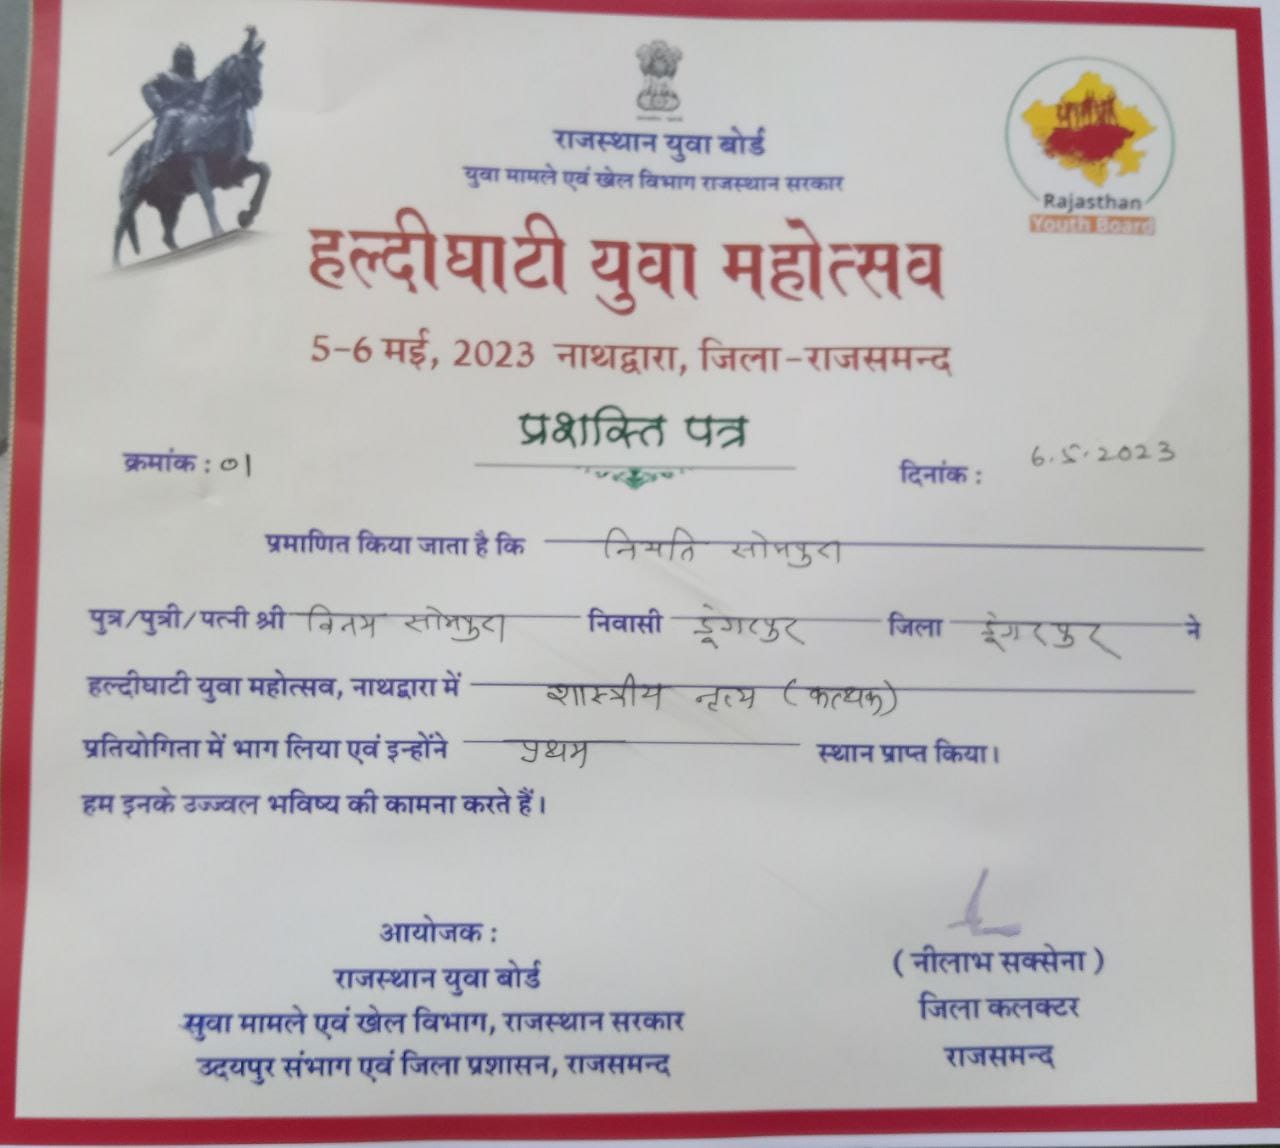 राजस्थान युवा बोर्ड
युवा मामले एवं खेल विभाग राजस्थान सरकार
Rajasthan
Youth Board
हल्दीघाटी युवा महोत्सव
5-6 मई, 2023 नाथद्वारा, जिला-राजसमन्द
प्रशक्ति पत्र
क्रमांक : 01 दिनांक : 6.5.2023
प्रमाणित किया जाता है कि नियति सोमपुरा
पुत्र/पुत्री/पत्नी श्री विनय सोमपुरा निवासी डूंगरपुर जिला डूंगरपुर ने
हल्दीघाटी युवा महोत्सव, नाथद्वारा में शास्त्रीय नृत्य (कत्थक)
प्रतियोगिता में भाग लिया एवं इन्होंने प्रथम स्थान प्राप्त किया।
हम इनके उज्ज्वल भविष्य की कामना करते हैं।
आयोजक :
राजस्थान युवा बोर्ड
युवा मामले एवं खेल विभाग, राजस्थान सरकार
उदयपुर संभाग एवं जिला प्रशासन, राजसमन्द
( नीलाभ सक्सेना )
जिला कलक्टर
राजसमन्द